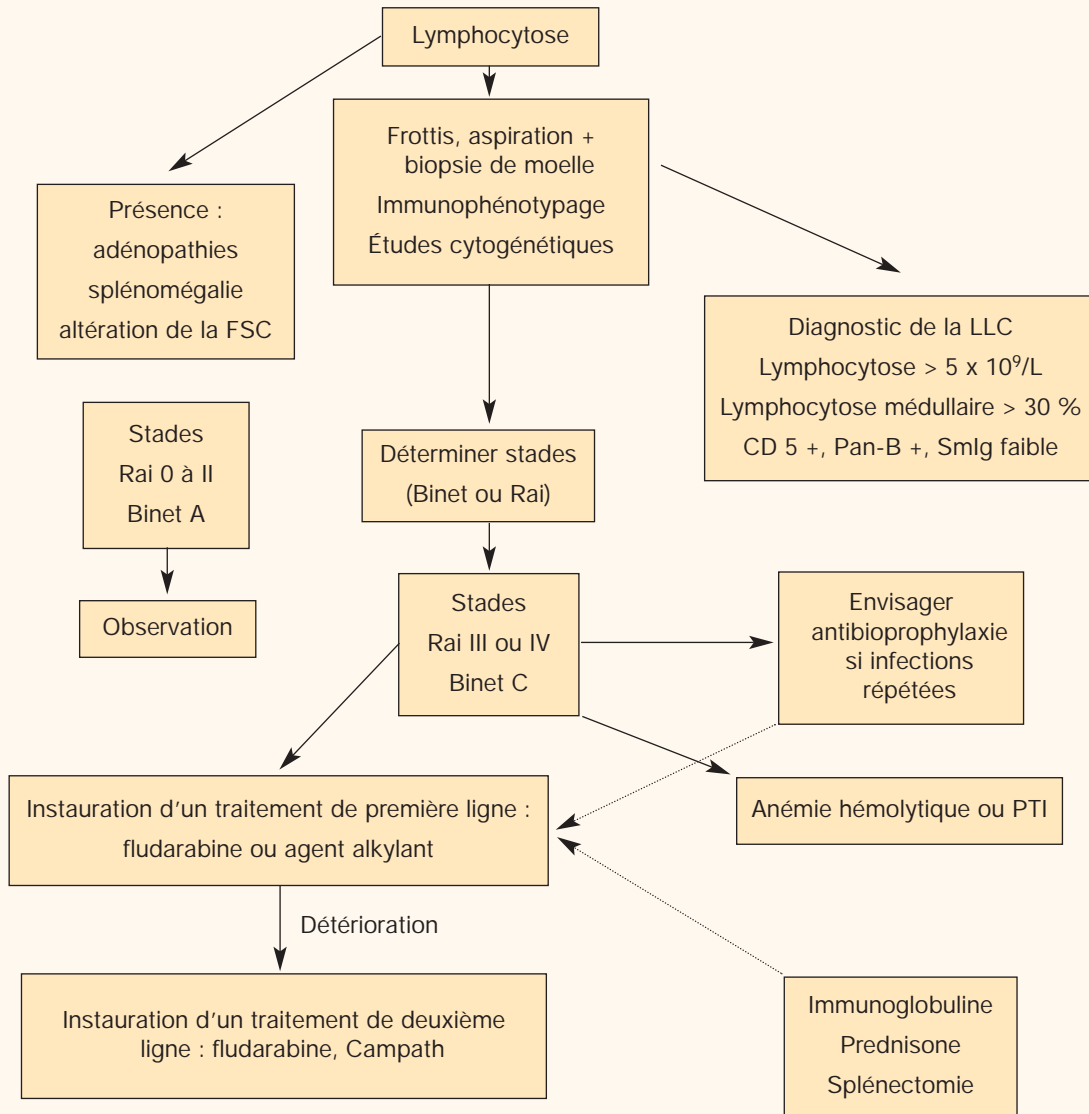 Lymphocytose
Frottis, aspiration +
biopsie de moelle
Immunophénotypage
Études cytogénétiques
Présence :
adénopathies
splénomégalie
altération de la FSC
Diagnostic de la LLC
Lymphocytose > 5 x 10⁹/L
Lymphocytose médullaire > 30 %
CD 5 +, Pan-B +, SmIg faible
Stades
Rai 0 à II
Binet A
Déterminer stades
(Binet ou Rai)
Observation
Stades
Rai III ou IV
Binet C
Envisager
antibioprophylaxie
si infections
répétées
Instauration d'un traitement de première ligne :
fludarabine ou agent alkylant
Anémie hémolytique ou PTI
Détérioration
Instauration d'un traitement de deuxième
ligne : fludarabine, Campath
Immunoglobuline
Prednisone
Splénectomie